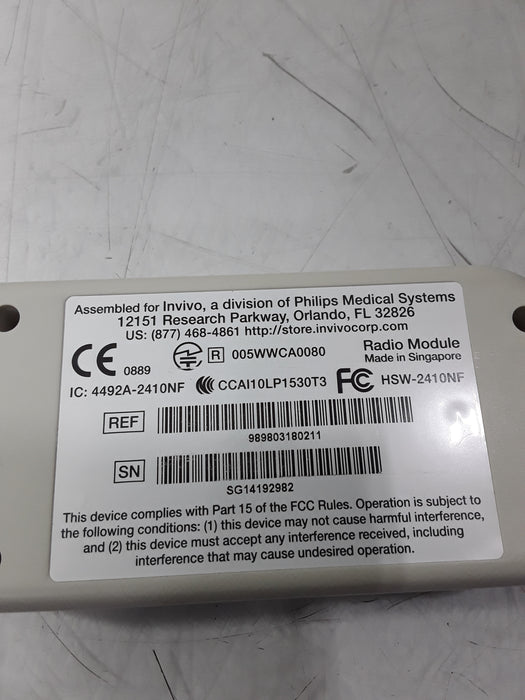 Assembled for Invivo, a division of Philips Medical Systems
12151 Research Parkway, Orlando, FL 32826
US: (877) 468-4861 http://store.invivocorp.com
CE 0889 R 005WWCA0080
Radio Module
Made in Singapore
IC: 4492A-2410NF CCAI10LP1530T3 FC HSW-2410NF
REF
989803180211
SN
SG14192982
This device complies with Part 15 of the FCC Rules. Operation is subject to
the following conditions: (1) this device may not cause harmful interference,
and (2) this device must accept any interference received, including
interference that may cause undesired operation.